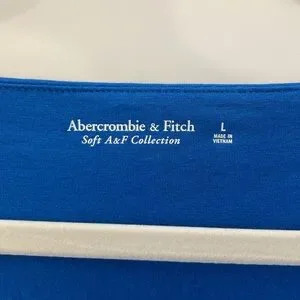 Abercrombie & Fitch
Soft A&F Collection
L
MADE IN
VIETNAM